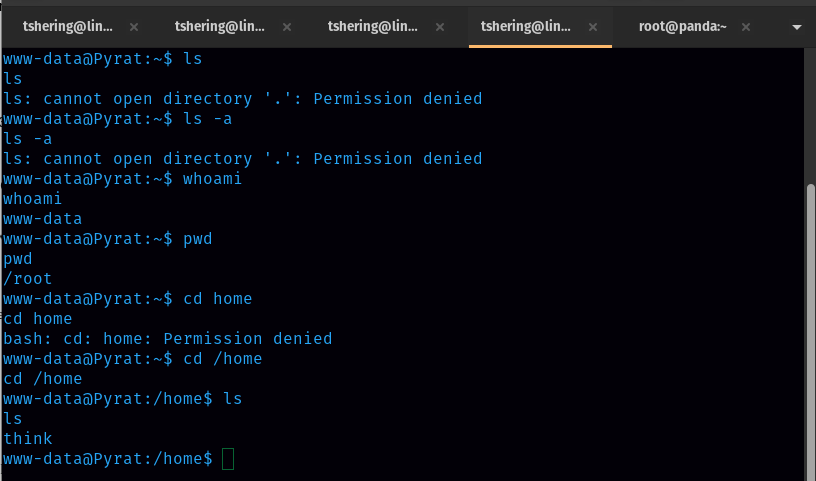 tshering@lin... × tshering@lin... × tshering@lin... × tshering@lin... × root@panda:~ ×
www-data@Pyrat:~$ ls
ls
ls: cannot open directory '.': Permission denied
www-data@Pyrat:~$ ls -a
ls -a
ls: cannot open directory '.': Permission denied
www-data@Pyrat:~$ whoami
whoami
www-data
www-data@Pyrat:~$ pwd
pwd
/root
www-data@Pyrat:~$ cd home
cd home
bash: cd: home: Permission denied
www-data@Pyrat:~$ cd /home
cd /home
www-data@Pyrat:/home$ ls
ls
think
www-data@Pyrat:/home$